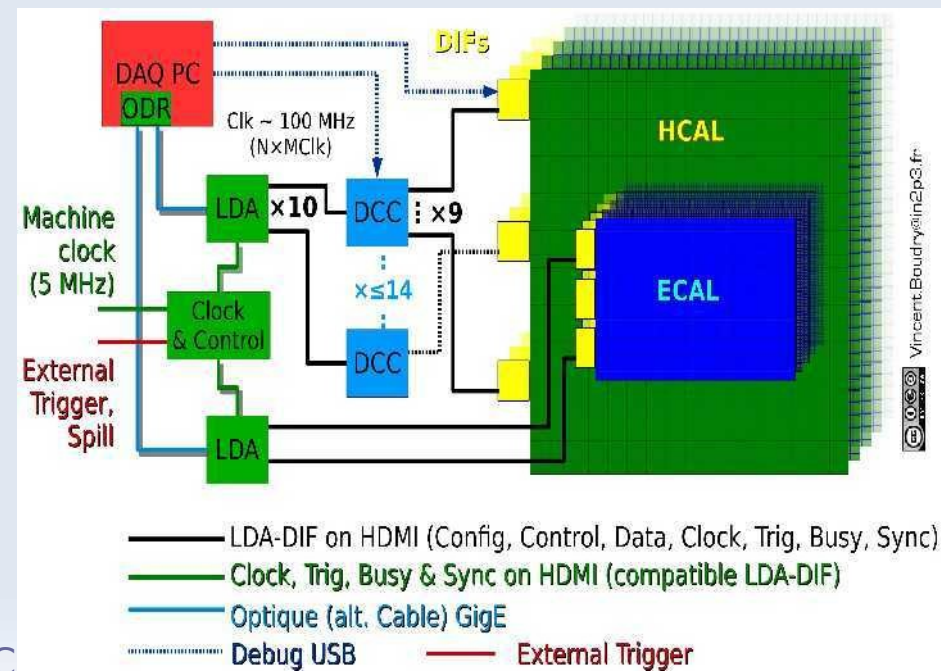 DIFs
DAQ PC
ODR
Clk ~ 100 MHz
(N×MClk)
HCAL
LDA
×10
DCC
⋮ ×9
Machine
clock
(5 MHz)
×≤14
ECAL
Clock
& Control
DCC
External
Trigger,
Spill
LDA
Vincent.Boudry@in2p3.fr
LDA-DIF on HDMI (Config, Control, Data, Clock, Trig, Busy, Sync)
Clock, Trig, Busy & Sync on HDMI (compatible LDA-DIF)
Optique (alt. Cable) GigE
Debug USB
External Trigger